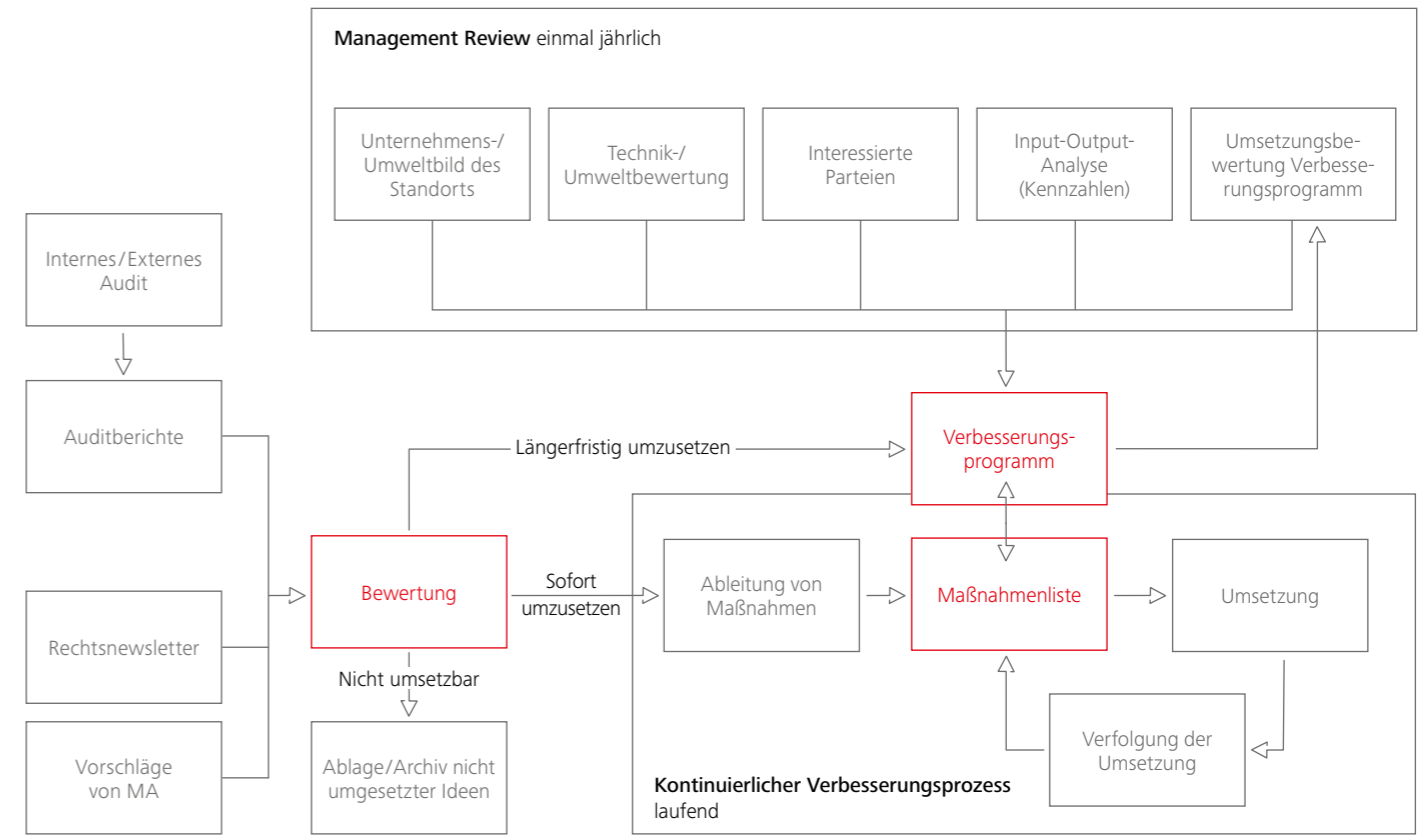 Management Review einmal jährlich
Unternehmens-/
Umweltbild des
Standorts
Technik-/
Umweltbewertung
Interessierte
Parteien
Input-Output-
Analyse
(Kennzahlen)
Umsetzungsbe-
wertung Verbesse-
rungsprogramm
Internes/Externes
Audit
Auditberichte
Längerfristig umzusetzen
Verbesserungs-
programm
Rechtsnewsletter
Vorschläge
von MA
Bewertung
Sofort
umzusetzen
Nicht umsetzbar
Ablage/Archiv nicht
umgesetzter Ideen
Ableitung von
Maßnahmen
Maßnahmenliste
Umsetzung
Verfolgung der
Umsetzung
Kontinuierlicher Verbesserungsprozess
laufend